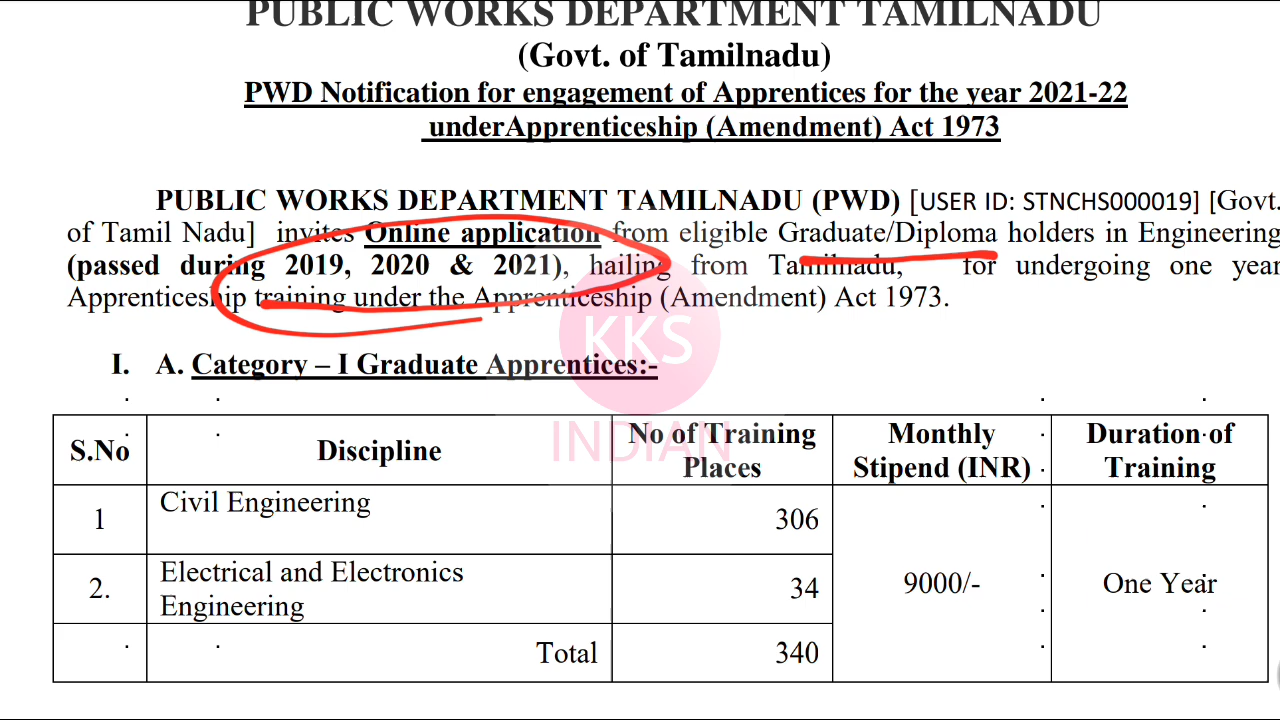 PUBLIC WORKS DEPARTMENT TAMILNADU
(Govt. of Tamilnadu)
PWD Notification for engagement of Apprentices for the year 2021-22
underApprenticeship (Amendment) Act 1973
PUBLIC WORKS DEPARTMENT TAMILNADU (PWD) [USER ID: STNCHS000019] [Govt.
of Tamil Nadu] invites Online application from eligible Graduate/Diploma holders in Engineering
(passed during 2019, 2020 & 2021), hailing from Tamilnadu, for undergoing one year
Apprenticeship training under the Apprenticeship (Amendment) Act 1973.
KKS
INDIAN
I. A. Category – I Graduate Apprentices:-
S.No Discipline No of Training Places Monthly Stipend (INR) Duration of Training
1 Civil Engineering 306
2. Electrical and Electronics Engineering 34 9000/- One Year
Total 340